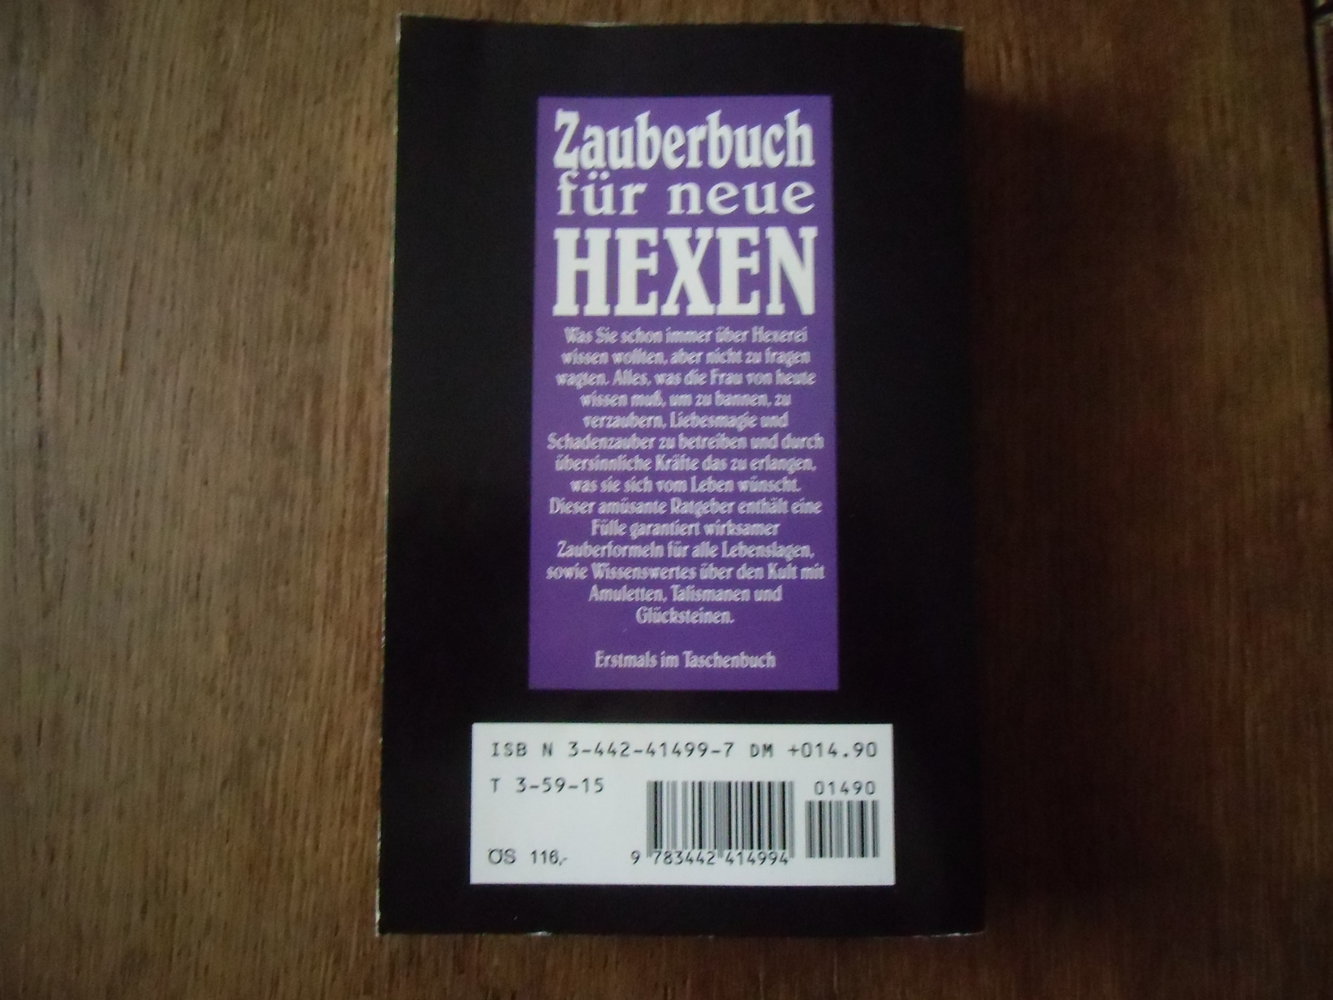 Zauberbuch
für neue
HEXEN
Was Sie schon immer über Hexerei
wissen wollten, aber nicht zu fragen
wagten. Alles, was die Frau von heute
wissen muß, um zu bannen, zu
verzaubern, Liebesmagie und
Schadenzauber zu betreiben und durch
übersinnliche Kräfte das zu erlangen,
was sie sich vom Leben wünscht.
Dieser amüsante Ratgeber enthält eine
Fülle garantiert wirksamer
Zauberformeln für alle Lebenslagen,
sowie Wissenswertes über den Kult mit
Amuletten, Talismanen und
Glücksteinen.
Erstmals im Taschenbuch
ISB N 3-442-41499-7 DM +014.90
T 3-59-15
01490
ÖS 116,-
9 783442 414994